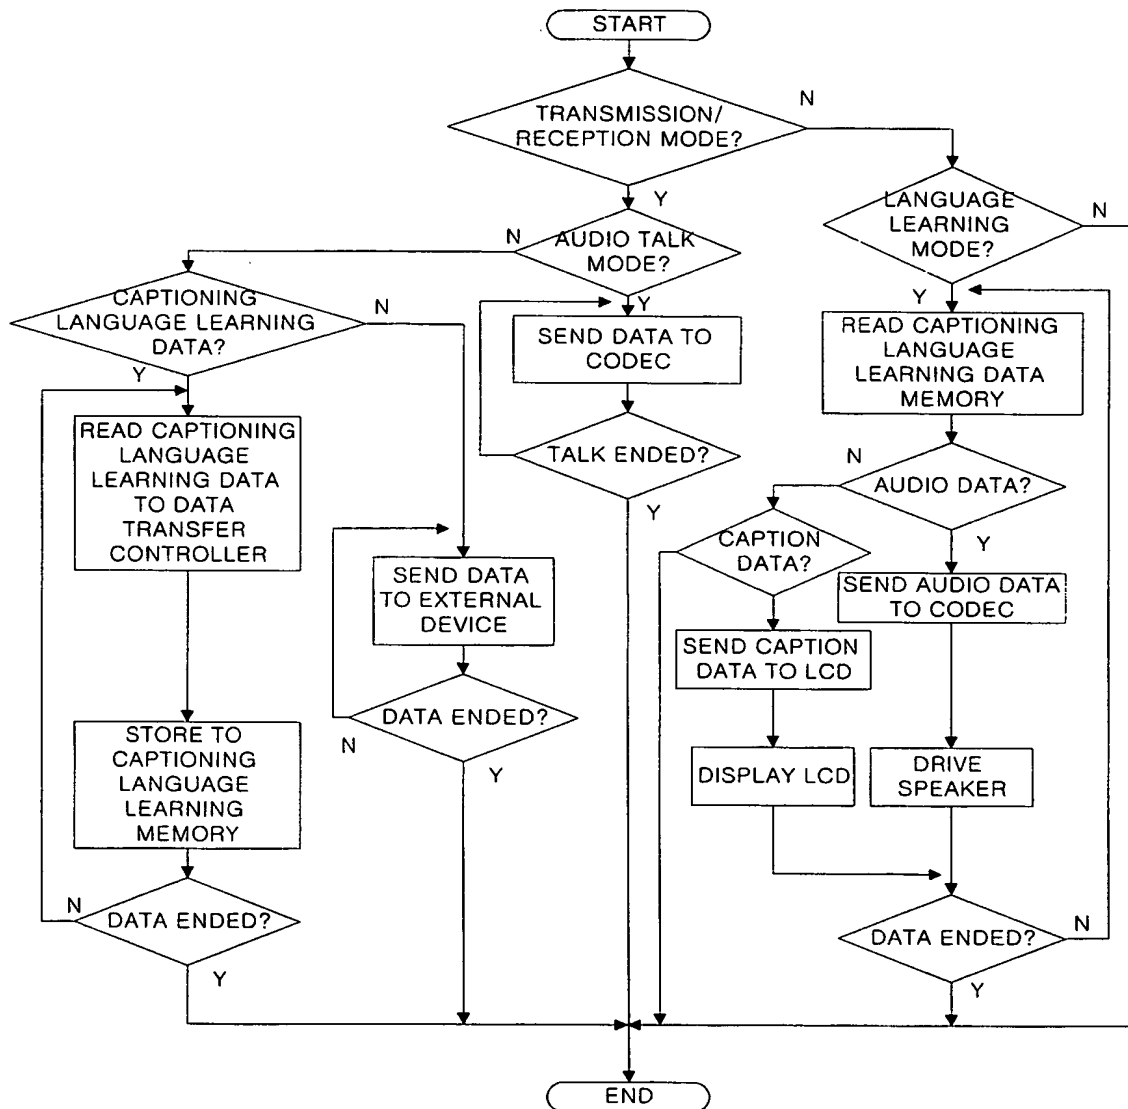 START
TRANSMISSION/
RECEPTION MODE?
N
Y
LANGUAGE
LEARNING
MODE?
N
Y
AUDIO TALK
MODE?
N
Y
CAPTIONING
LANGUAGE LEARNING
DATA?
N
Y
SEND DATA TO
CODEC
READ CAPTIONING
LANGUAGE
LEARNING DATA
MEMORY
READ CAPTIONING
LANGUAGE
LEARNING DATA
TO DATA
TRANSFER
CONTROLLER
TALK ENDED?
Y
AUDIO DATA?
N
Y
CAPTION
DATA?
SEND DATA
TO EXTERNAL
DEVICE
SEND AUDIO DATA
TO CODEC
SEND CAPTION
DATA TO LCD
DATA ENDED?
N
Y
STORE TO
CAPTIONING
LANGUAGE
LEARNING
MEMORY
DISPLAY LCD
DRIVE
SPEAKER
DATA ENDED?
N
Y
DATA ENDED?
N
Y
END